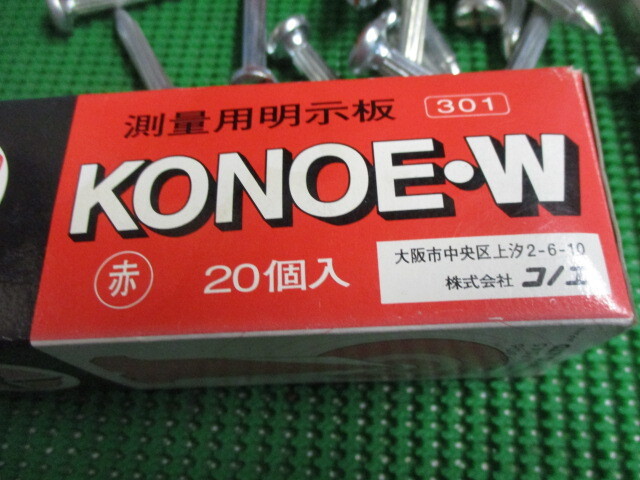 測量用明示板 301
KONOE・W
赤 20個入
大阪市中央区上汐2-6-10
株式会社 コノエ